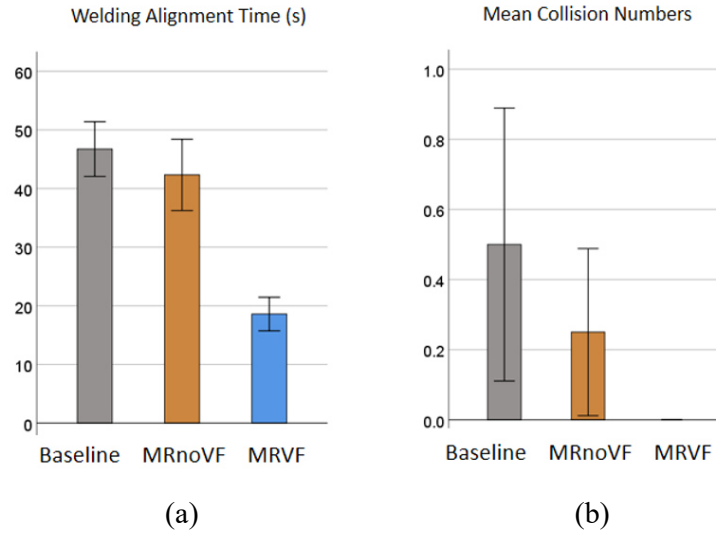 Welding Alignment Time (s)
60
50
40
30
20
10
0
Baseline MRnoVF MRVF
(a)
Mean Collision Numbers
1.0
0.8
0.6
0.4
0.2
0.0
Baseline MRnoVF MRVF
(b)